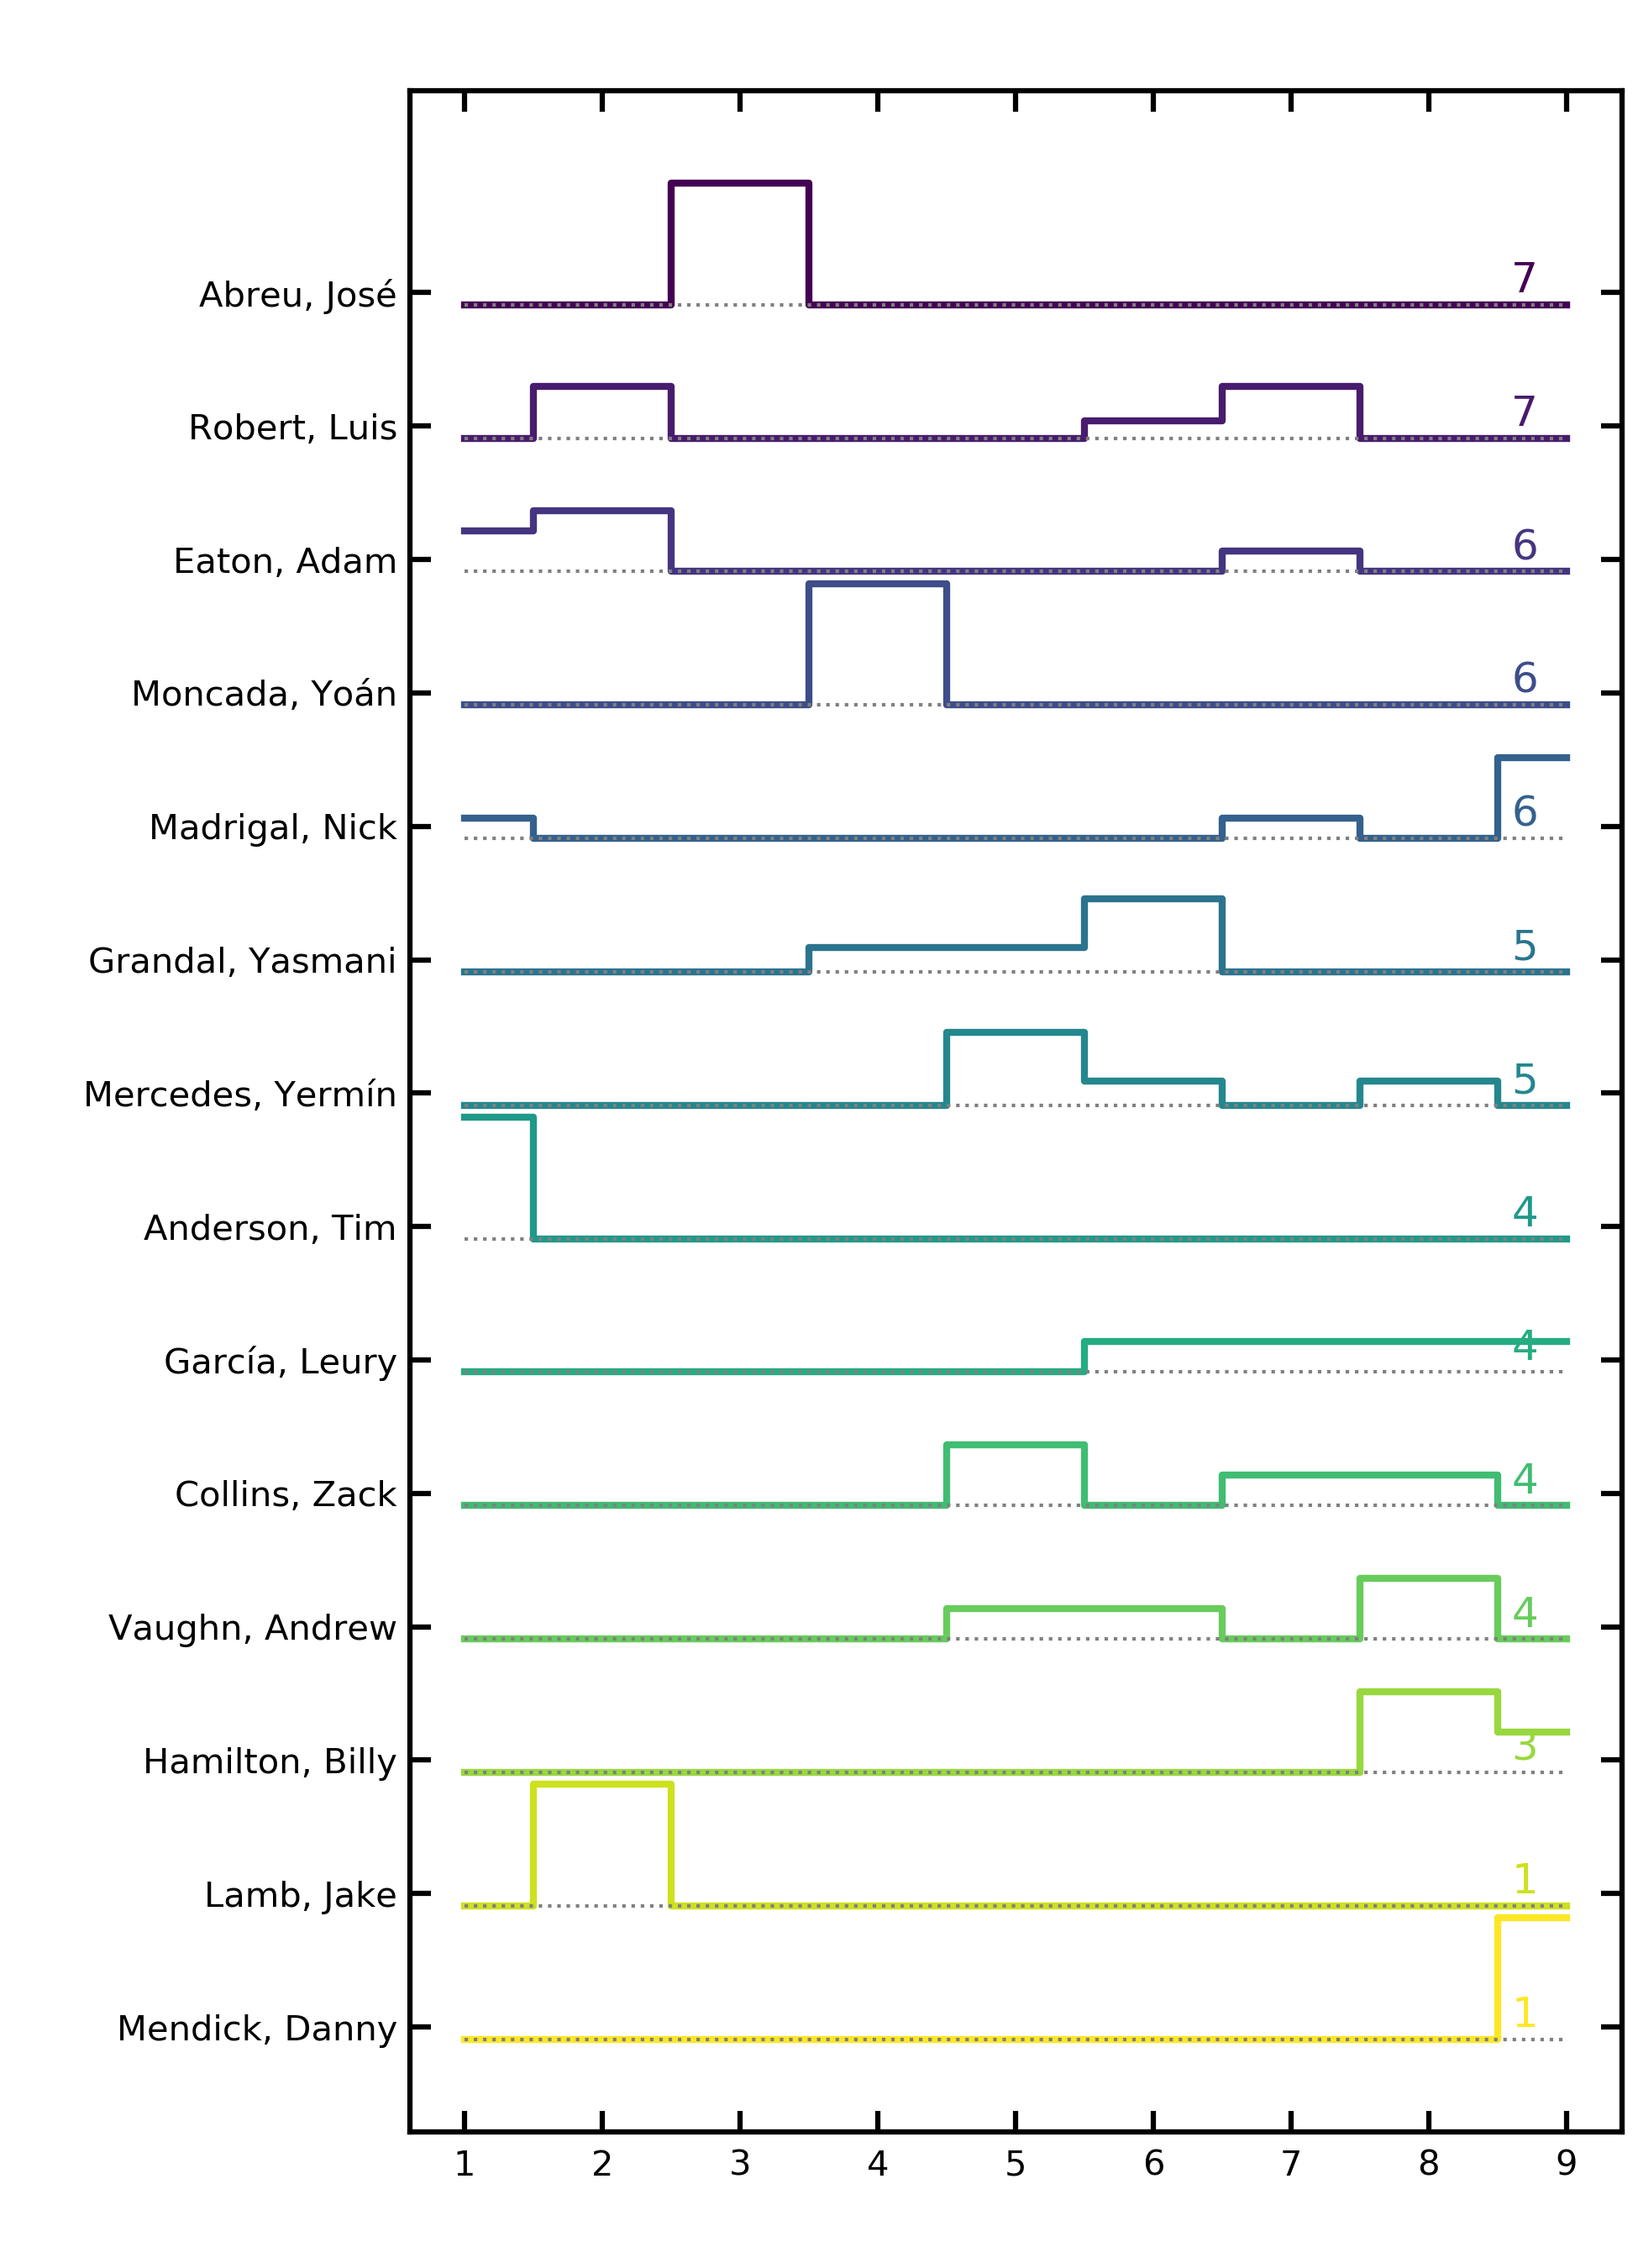 Abreu, José 7
Robert, Luis 7
Eaton, Adam 6
Moncada, Yoán 6
Madrigal, Nick 6
Grandal, Yasmani 5
Mercedes, Yermín 5
Anderson, Tim 4
García, Leury 4
Collins, Zack 4
Vaughn, Andrew 4
Hamilton, Billy 3
Lamb, Jake 1
Mendick, Danny 1
1 2 3 4 5 6 7 8 9